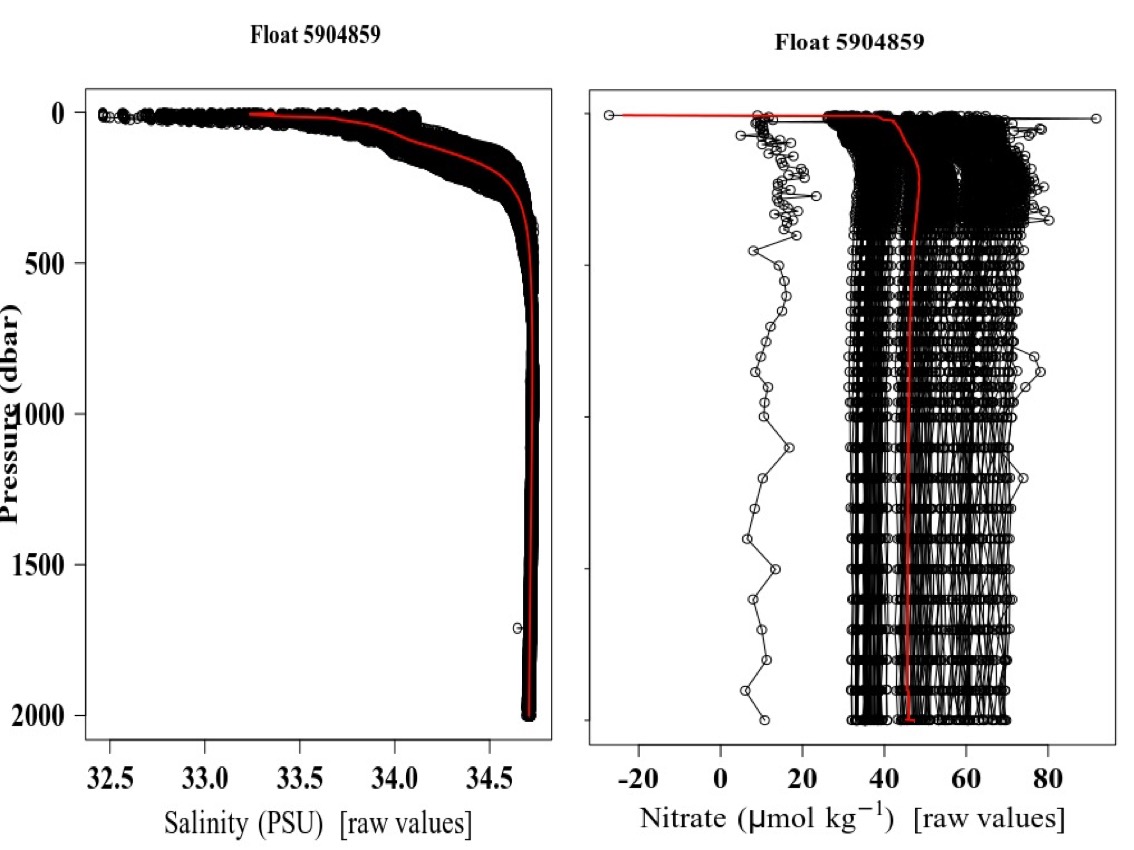 Float 5904859
Float 5904859
0
500
1000
1500
2000
Pressure (dbar)
32.5 33.0 33.5 34.0 34.5
-20 0 20 40 60 80
Salinity (PSU) [raw values]
Nitrate (μmol kg⁻¹) [raw values]